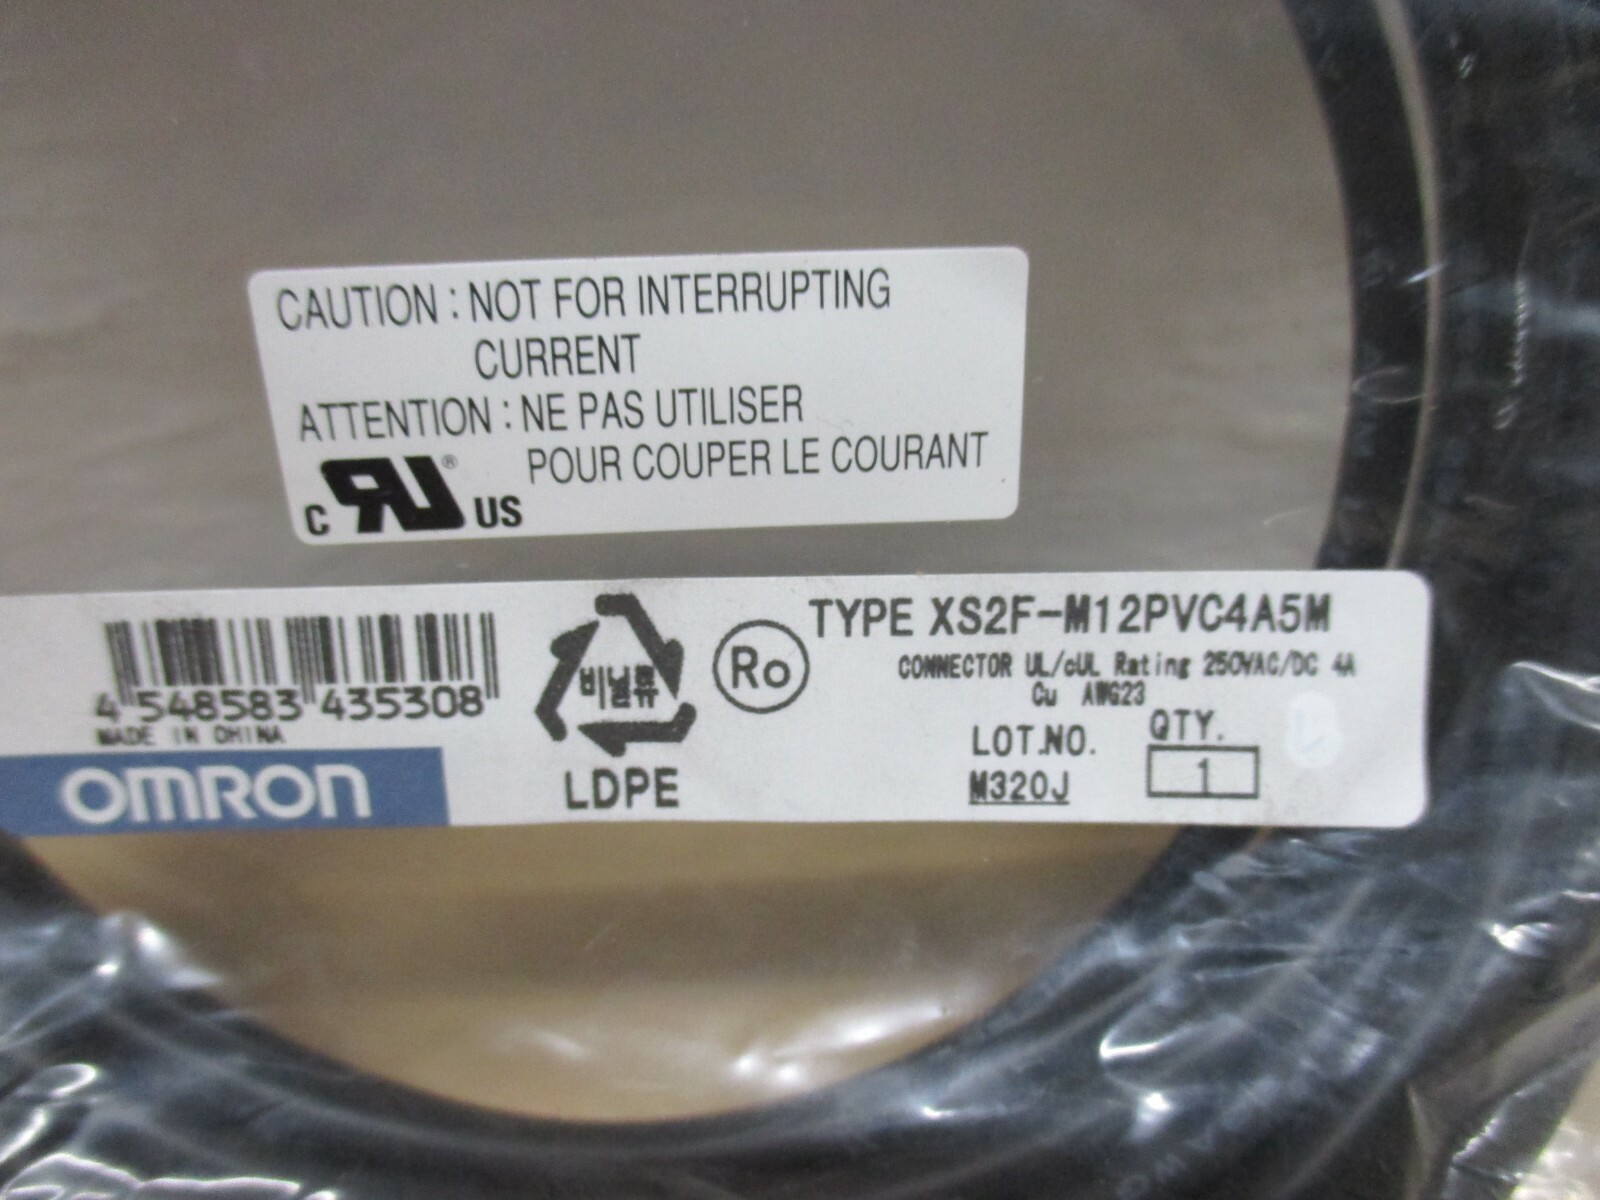 CAUTION : NOT FOR INTERRUPTING
CURRENT
ATTENTION : NE PAS UTILISER
POUR COUPER LE COURANT
C RU ® US
TYPE XS2F-M12PVC4A5M
CONNECTOR UL/cUL Rating 250VAC/DC 4A
Cu AWG23
비닐류
Ro
4 548583 435308
MADE IN CHINA
LOT.NO.
QTY.
M320J
1
OMRON
LDPE